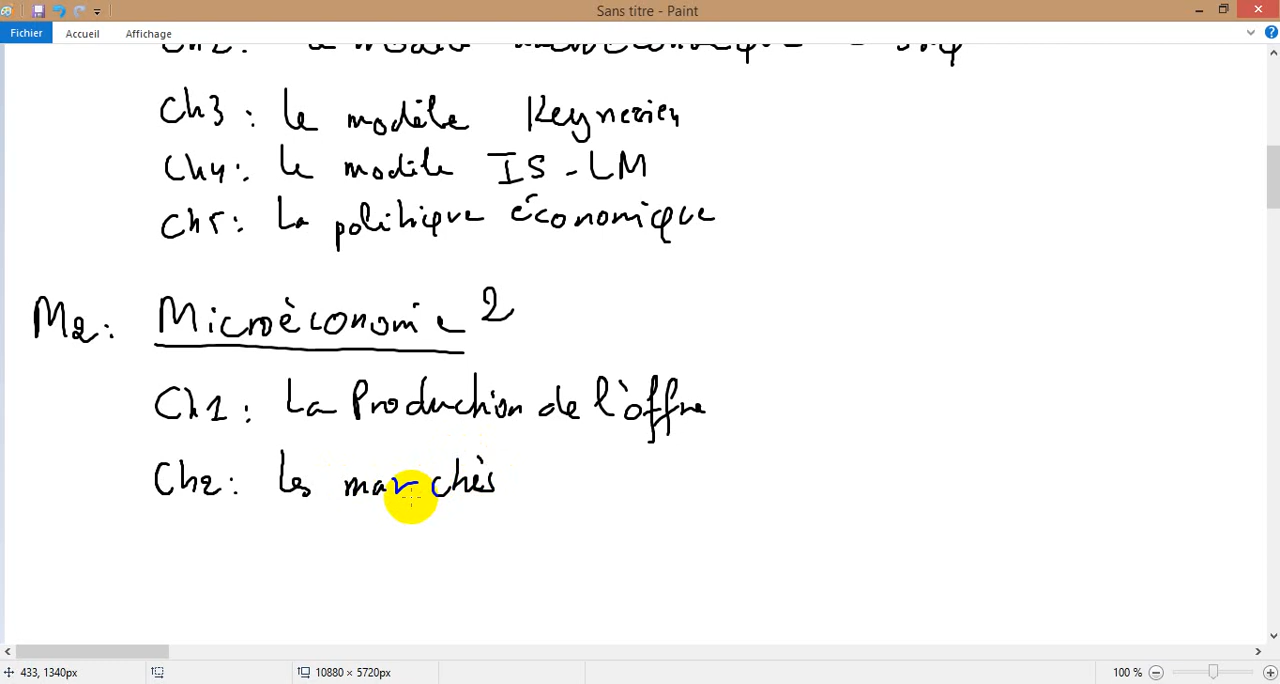 Sans titre - Paint
Fichier Accueil Affichage
Ch3 : le modèle Keynesien
Ch4 : le modèle IS-LM
Ch5 : La politique économique
M2 : Microèconomie 2
Ch1 : La Production de l'offre
Ch2 : les marchès
433, 1340px 10880 × 5720px 100 %